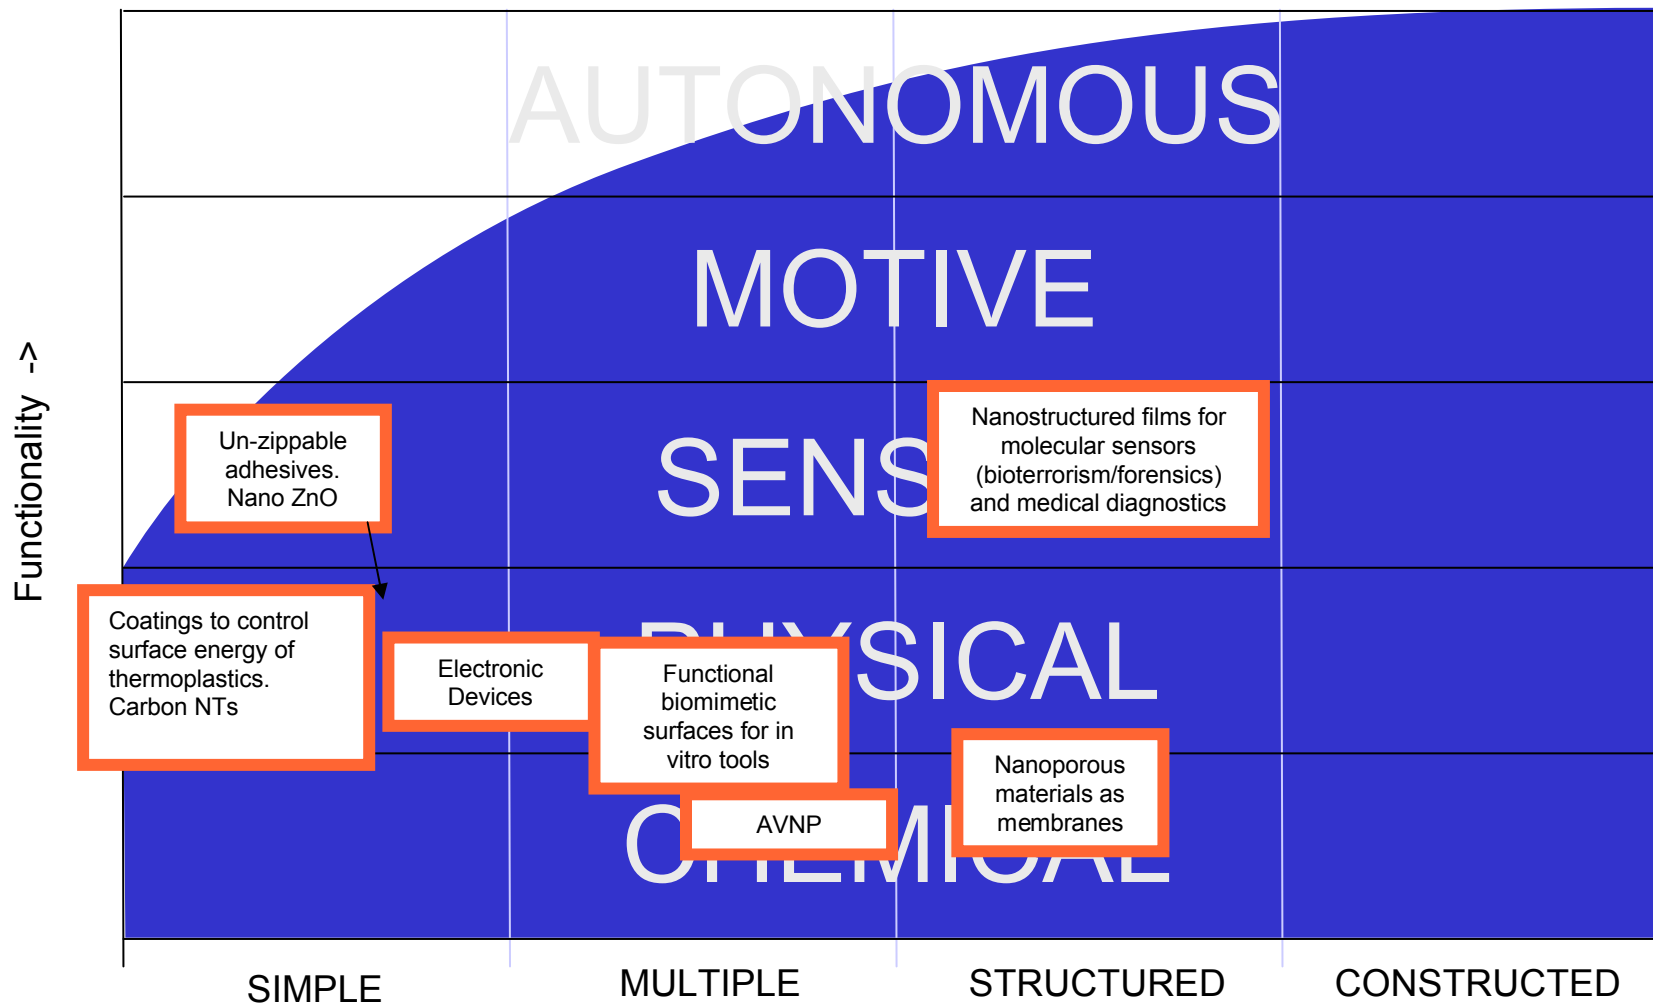 AUTONOMOUS
MOTIVE
Functionality ->
Un-zippable
adhesives.
Nano ZnO
SENS
Nanostructured films for
molecular sensors
(bioterrorism/forensics)
and medical diagnostics
Coatings to control
surface energy of
thermoplastics.
Carbon NTs
PHYSICAL
Electronic
Devices
Functional
biomimetic
surfaces for in
vitro tools
Nanoporous
materials as
membranes
AVNP
CHEMICAL
SIMPLE
MULTIPLE
STRUCTURED
CONSTRUCTED